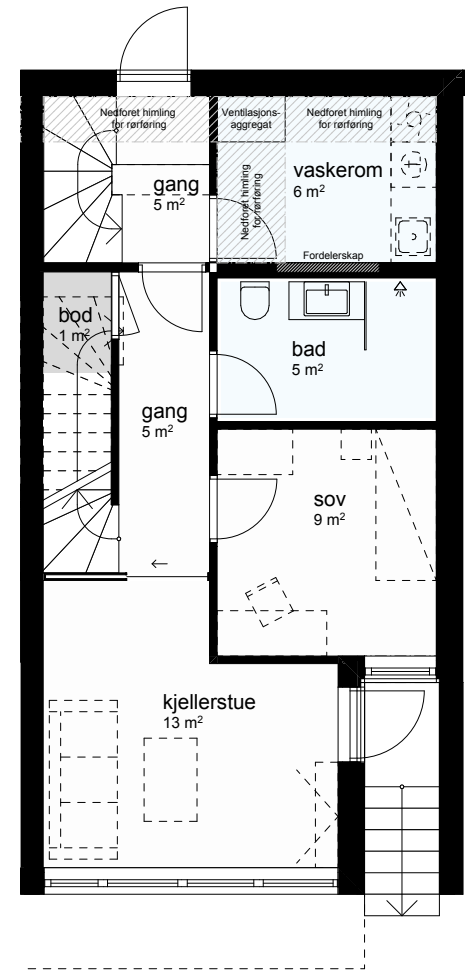 Nedforet himling
for rørføring
Ventilasjons-
aggregat
Nedforet himling
for rørføring
gang
5 m²
Nedforet himling
for rørføring
vaskerom
6 m²
Fordelerskap
bod
1 m²
bad
5 m²
gang
5 m²
sov
9 m²
kjellerstue
13 m²